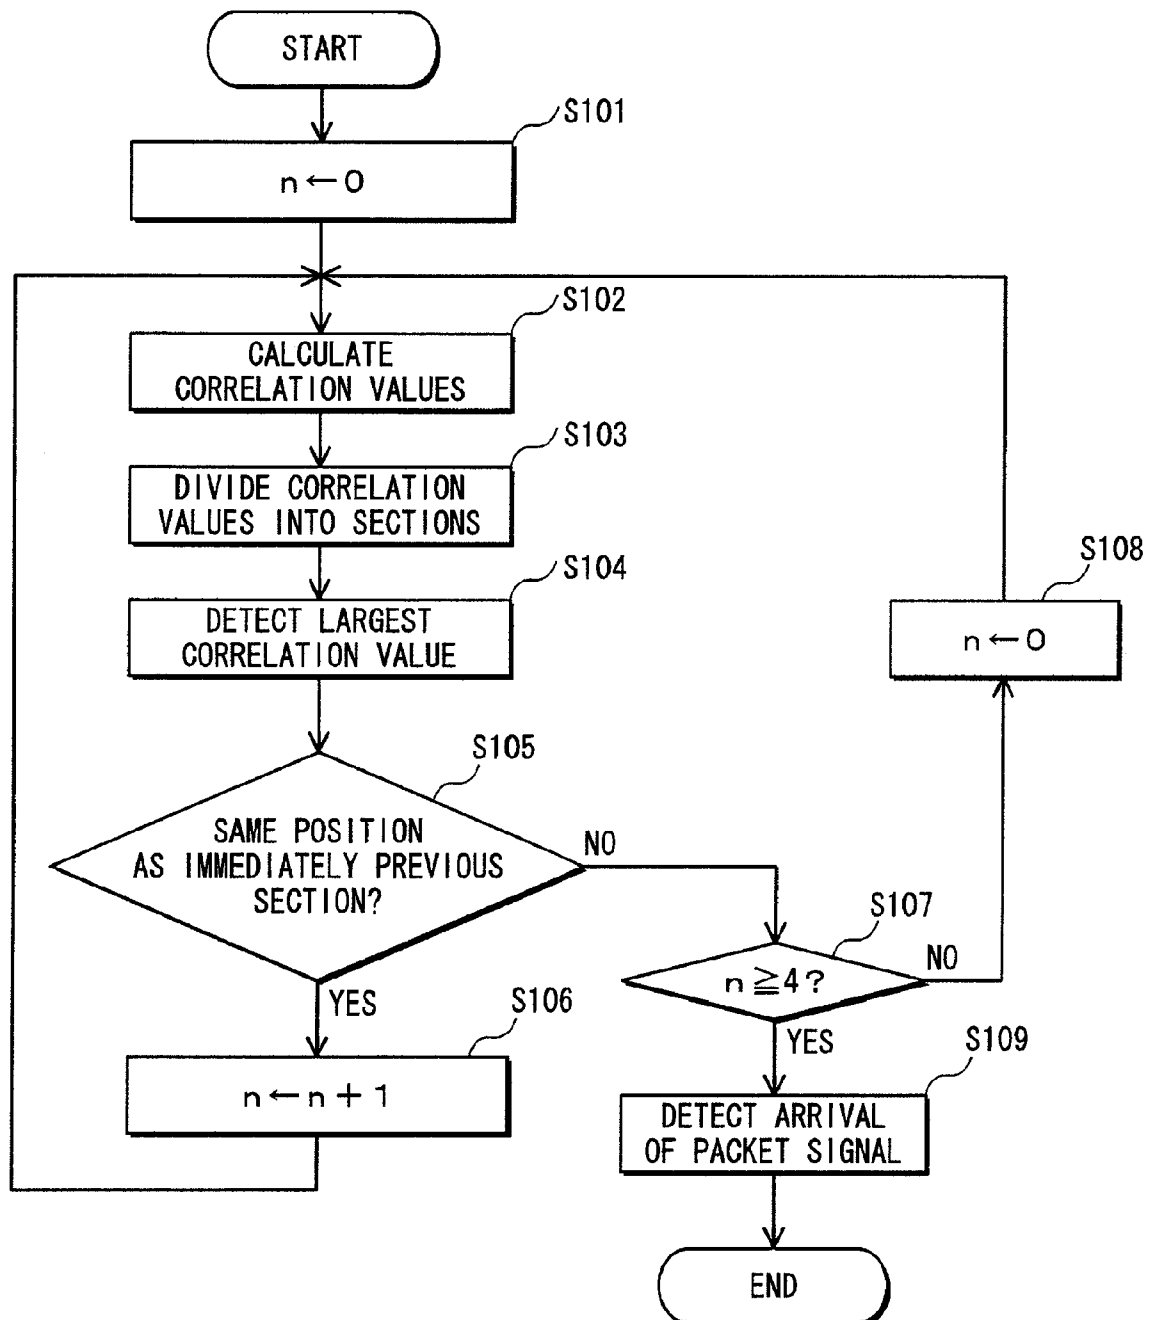 START
S101
n←0
S102
CALCULATE
CORRELATION VALUES
S103
DIVIDE CORRELATION
VALUES INTO SECTIONS
S104
DETECT LARGEST
CORRELATION VALUE
S108
n←0
S105
SAME POSITION
AS IMMEDIATELY PREVIOUS
SECTION?
NO
YES
S107
n≧4?
NO
YES
S106
n←n+1
S109
DETECT ARRIVAL
OF PACKET SIGNAL
END